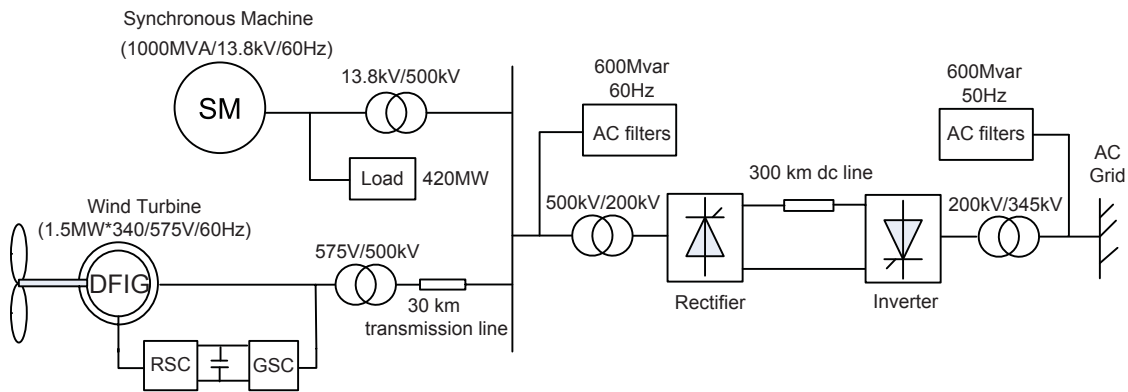 Synchronous Machine
(1000MVA/13.8kV/60Hz)
SM
13.8kV/500kV
Load
420MW
Wind Turbine
(1.5MW*340/575V/60Hz)
DFIG
575V/500kV
30 km
transmission line
RSC
GSC
600Mvar
60Hz
AC filters
500kV/200kV
Rectifier
300 km dc line
Inverter
600Mvar
50Hz
AC filters
200kV/345kV
AC
Grid